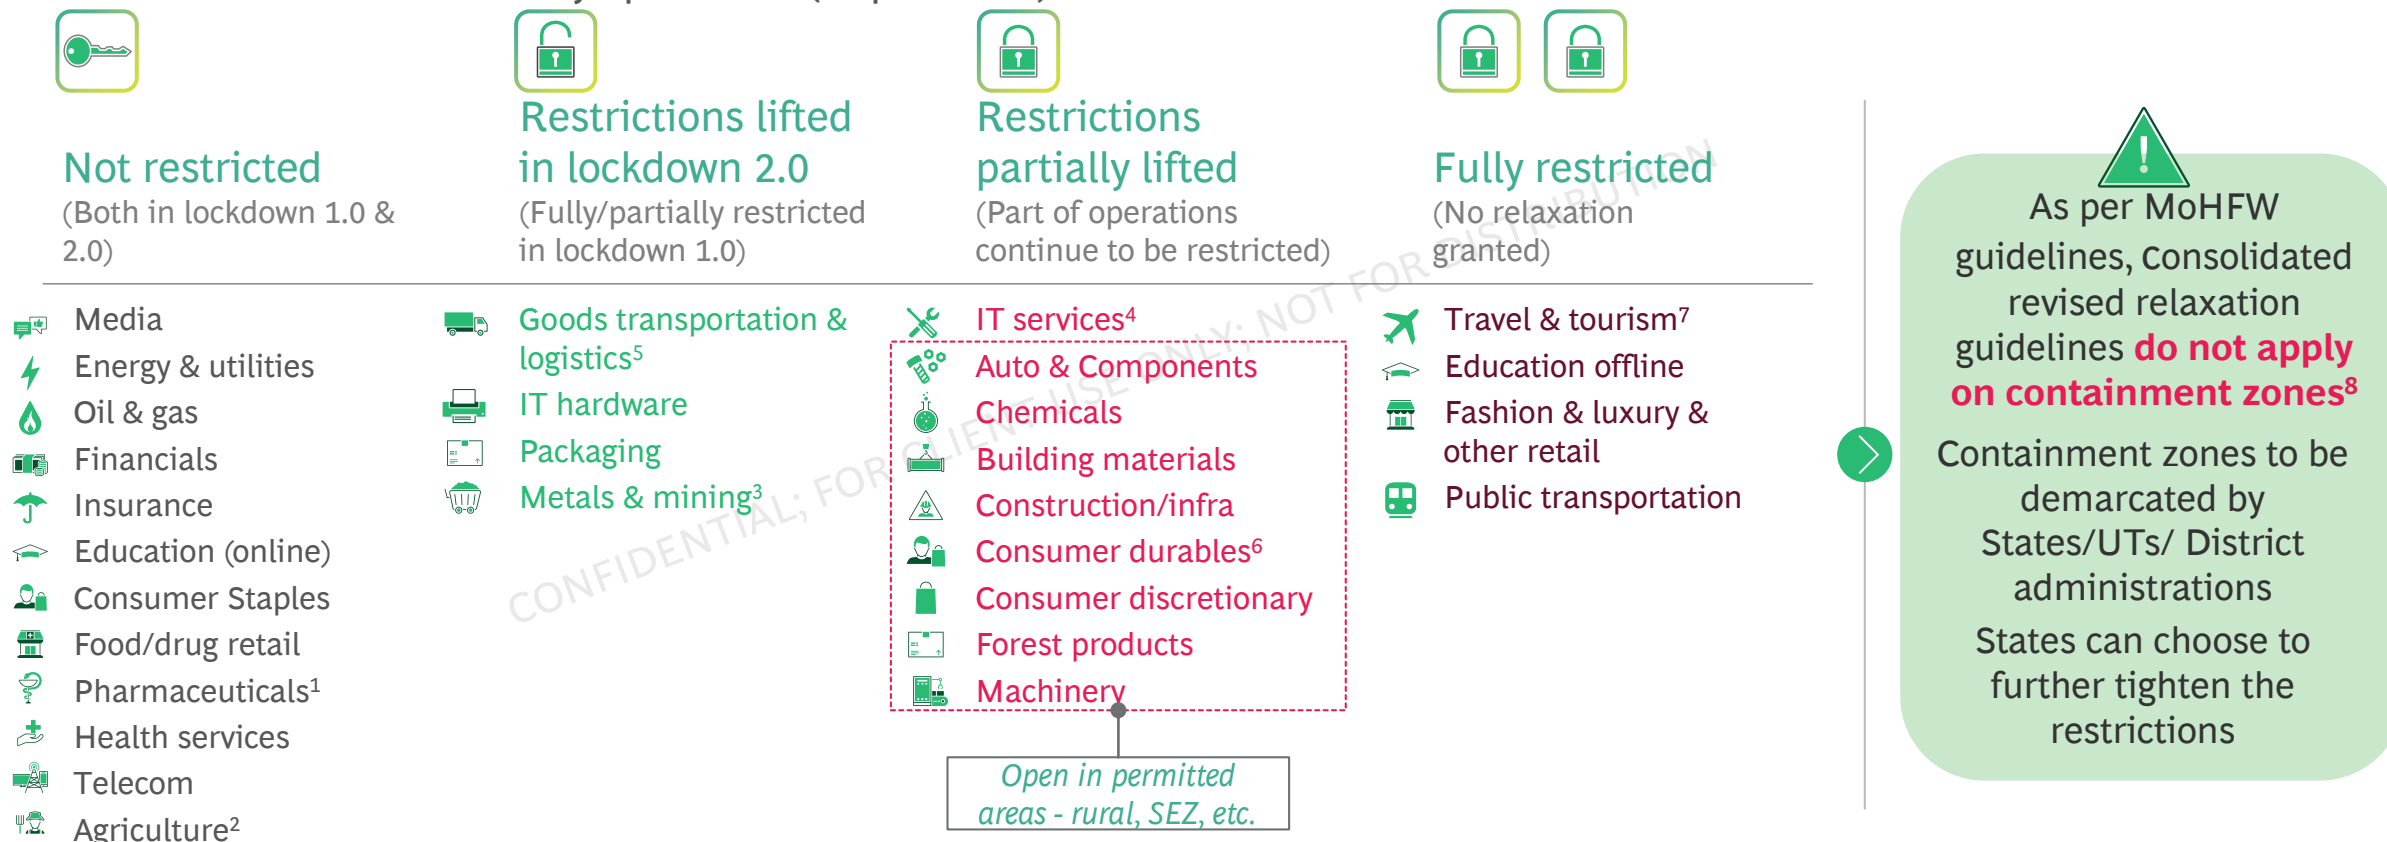 Not restricted
(Both in lockdown 1.0 &
2.0)
Media
Energy & utilities
Oil & gas
Financials
Insurance
Education (online)
Consumer Staples
Food/drug retail
Pharmaceuticals¹
Health services
Telecom
Agriculture²
Restrictions lifted
in lockdown 2.0
(Fully/partially restricted
in lockdown 1.0)
Goods transportation &
logistics⁵
IT hardware
Packaging
Metals & mining³
Restrictions
partially lifted
(Part of operations
continue to be restricted)
IT services⁴
Auto & Components
Chemicals
Building materials
Construction/infra
Consumer durables⁶
Consumer discretionary
Forest products
Machinery
Open in permitted
areas - rural, SEZ, etc.
Fully restricted
(No relaxation
granted)
Travel & tourism⁷
Education offline
Fashion & luxury &
other retail
Public transportation
As per MoHFW
guidelines, Consolidated
revised relaxation
guidelines do not apply
on containment zones⁸
Containment zones to be
demarcated by
States/UTs/ District
administrations
States can choose to
further tighten the
restrictions
CONFIDENTIAL; FOR CLIENT USE ONLY; NOT FOR DISTRIBUTION